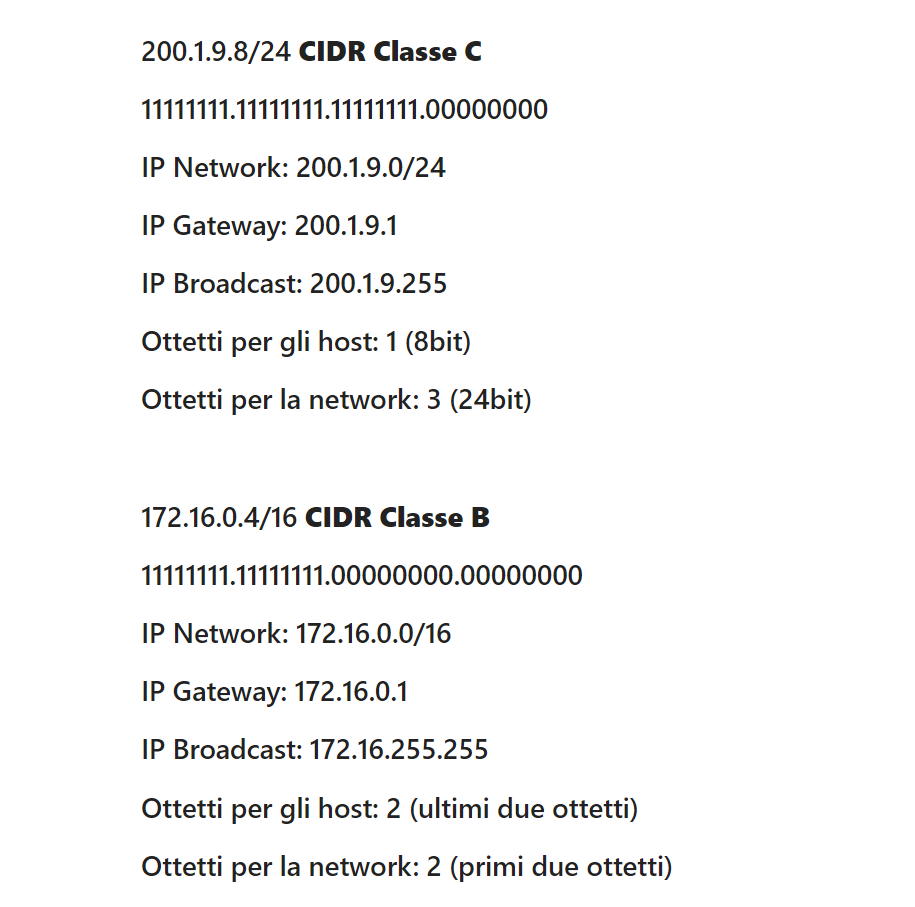 200.1.9.8/24 CIDR Classe C
11111111.11111111.11111111.00000000
IP Network: 200.1.9.0/24
IP Gateway: 200.1.9.1
IP Broadcast: 200.1.9.255
Ottetti per gli host: 1 (8bit)
Ottetti per la network: 3 (24bit)
172.16.0.4/16 CIDR Classe B
11111111.11111111.00000000.00000000
IP Network: 172.16.0.0/16
IP Gateway: 172.16.0.1
IP Broadcast: 172.16.255.255
Ottetti per gli host: 2 (ultimi due ottetti)
Ottetti per la network: 2 (primi due ottetti)